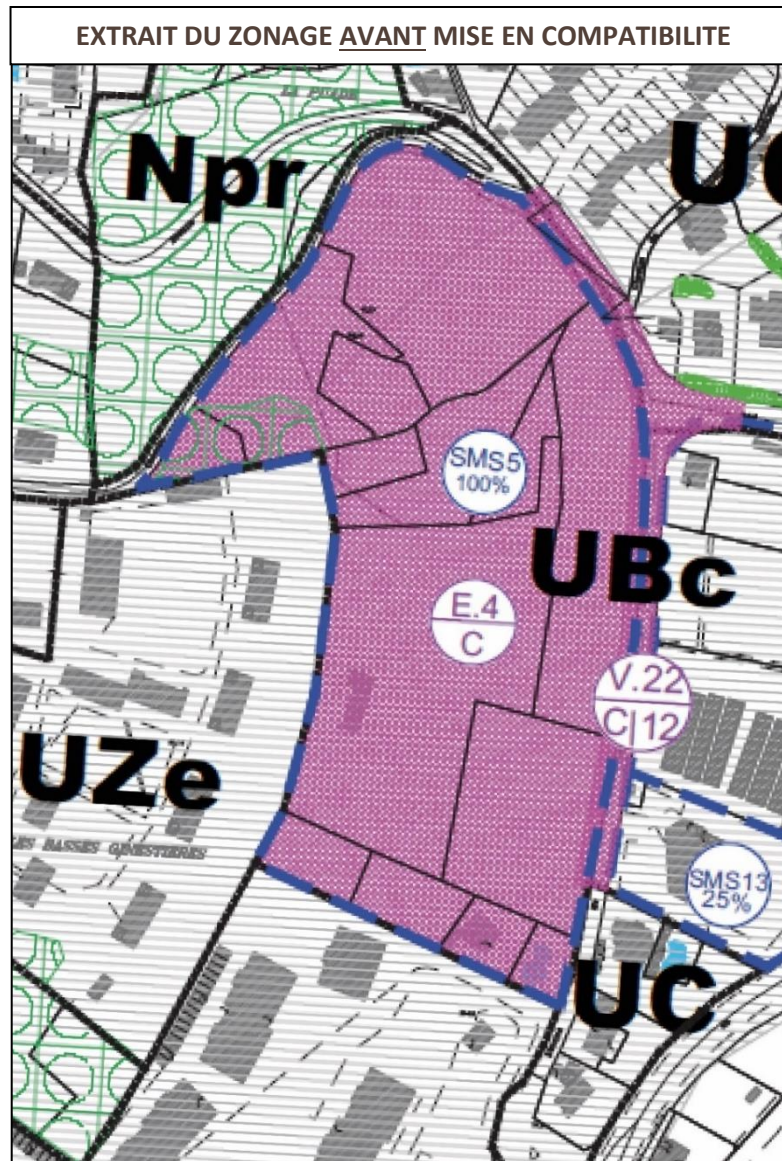 EXTRAIT DU ZONAGE AVANT MISE EN COMPATIBILITE
Npr
SMS5
100%
UBc
E.4
C
V.22
C|12
UZe
LES BASSES GINESTIERES
SMS13
25%
UC